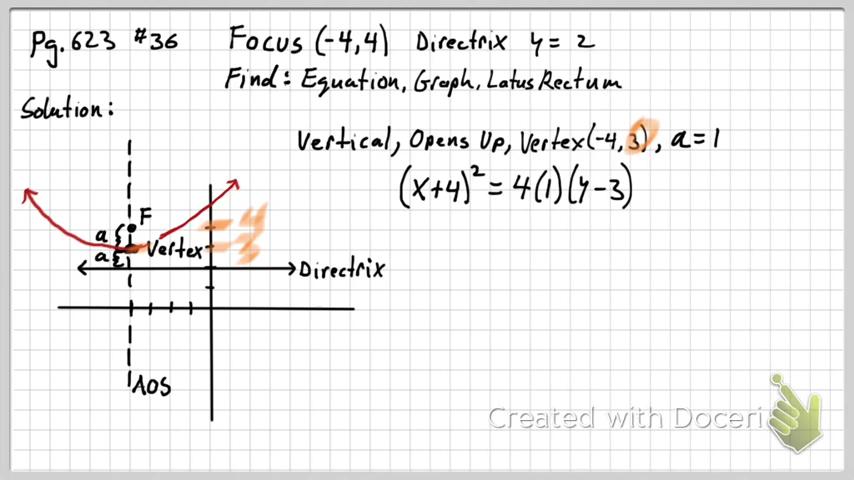 Pg. 623 #36 Focus (-4,4) Directrix y = 2
Find: Equation, Graph, Latus Rectum
Solution:
Vertical, Opens Up, Vertex (-4, 3), a = 1
(x+4)² = 4(1)(y-3)
F
4
a
Vertex
3
a
Directrix
AOS
Created with Doceri